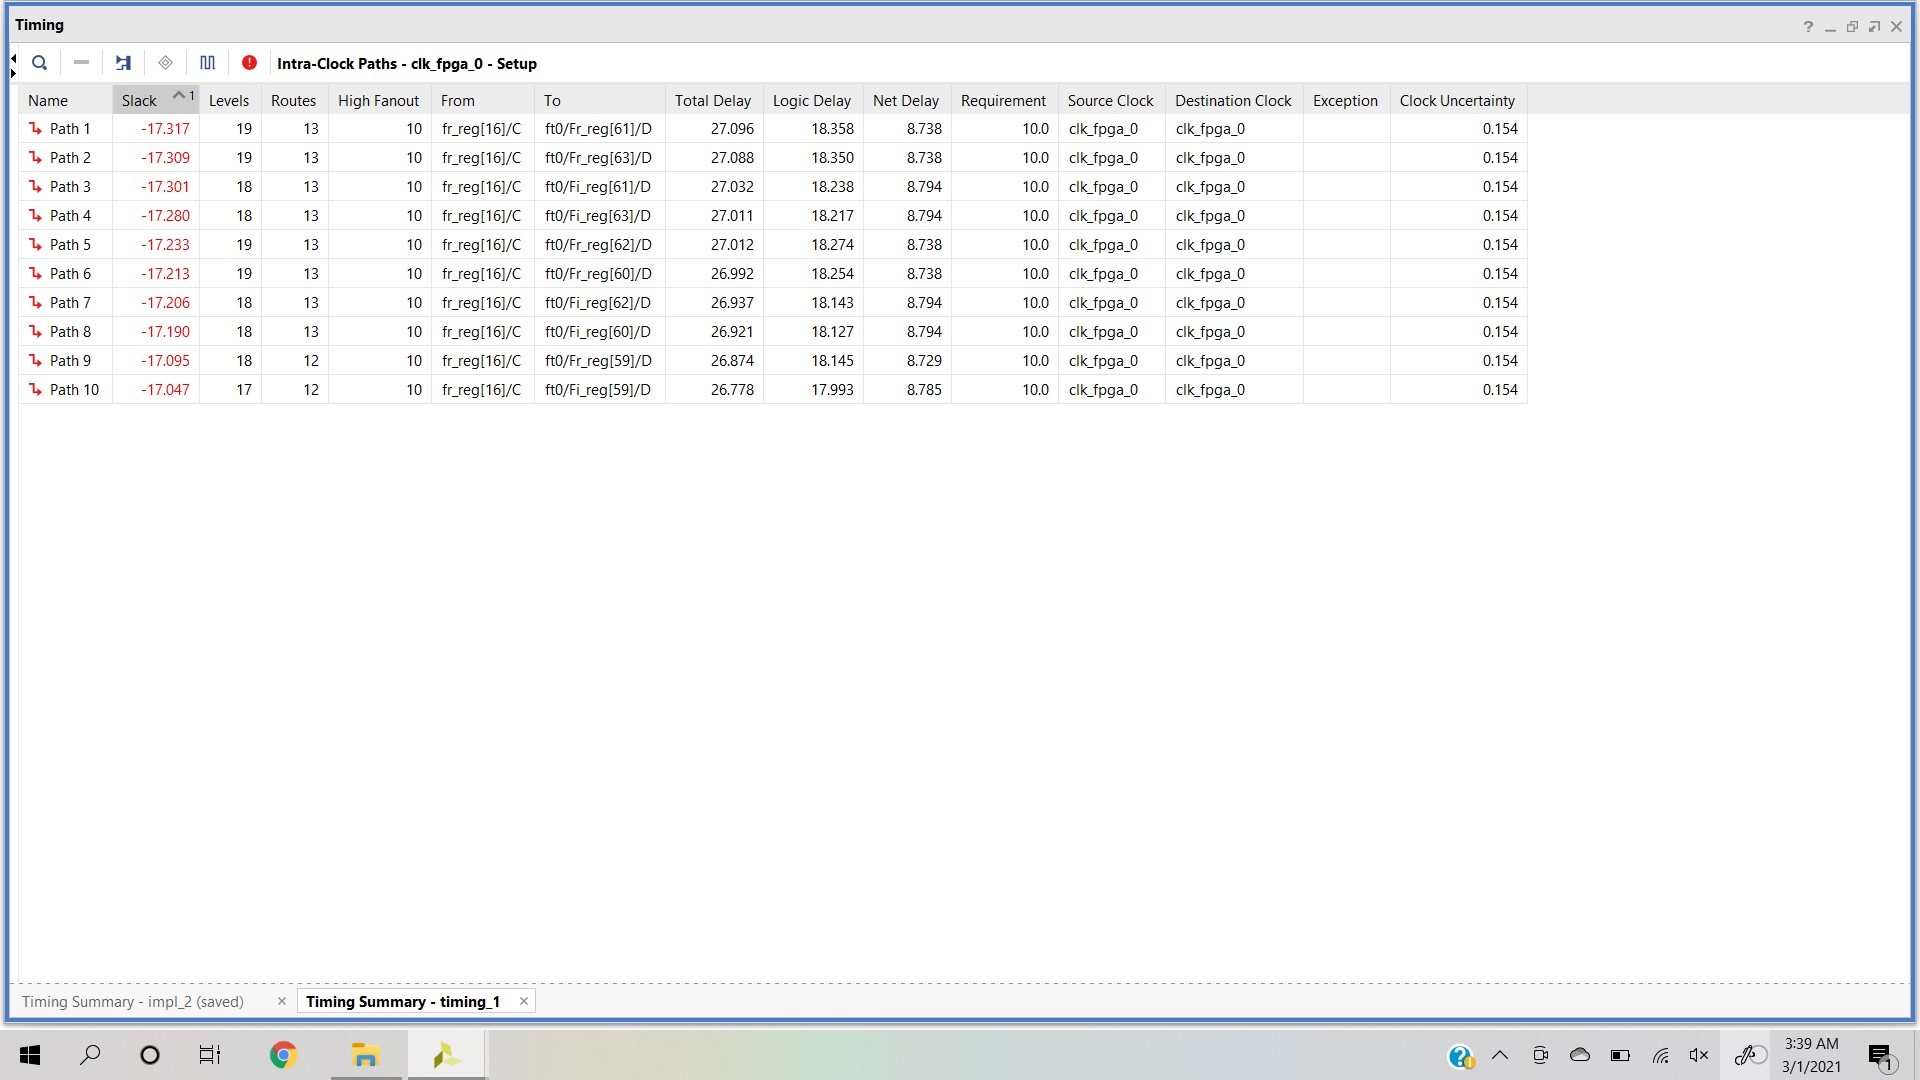 Timing
Intra-Clock Paths - clk_fpga_0 - Setup
Name Slack 1 Levels Routes High Fanout From To Total Delay Logic Delay Net Delay Requirement Source Clock Destination Clock Exception Clock Uncertainty
Path 1 -17.317 19 13 10 fr_reg[16]/C ft0/Fr_reg[61]/D 27.096 18.358 8.738 10.0 clk_fpga_0 clk_fpga_0 0.154
Path 2 -17.309 19 13 10 fr_reg[16]/C ft0/Fr_reg[63]/D 27.088 18.350 8.738 10.0 clk_fpga_0 clk_fpga_0 0.154
Path 3 -17.301 18 13 10 fr_reg[16]/C ft0/Fi_reg[61]/D 27.032 18.238 8.794 10.0 clk_fpga_0 clk_fpga_0 0.154
Path 4 -17.280 18 13 10 fr_reg[16]/C ft0/Fi_reg[63]/D 27.011 18.217 8.794 10.0 clk_fpga_0 clk_fpga_0 0.154
Path 5 -17.233 19 13 10 fr_reg[16]/C ft0/Fr_reg[62]/D 27.012 18.274 8.738 10.0 clk_fpga_0 clk_fpga_0 0.154
Path 6 -17.213 19 13 10 fr_reg[16]/C ft0/Fr_reg[60]/D 26.992 18.254 8.738 10.0 clk_fpga_0 clk_fpga_0 0.154
Path 7 -17.206 18 13 10 fr_reg[16]/C ft0/Fi_reg[62]/D 26.937 18.143 8.794 10.0 clk_fpga_0 clk_fpga_0 0.154
Path 8 -17.190 18 13 10 fr_reg[16]/C ft0/Fi_reg[60]/D 26.921 18.127 8.794 10.0 clk_fpga_0 clk_fpga_0 0.154
Path 9 -17.095 18 12 10 fr_reg[16]/C ft0/Fr_reg[59]/D 26.874 18.145 8.729 10.0 clk_fpga_0 clk_fpga_0 0.154
Path 10 -17.047 17 12 10 fr_reg[16]/C ft0/Fi_reg[59]/D 26.778 17.993 8.785 10.0 clk_fpga_0 clk_fpga_0 0.154
Timing Summary - impl_2 (saved) Timing Summary - timing_1
3:39 AM
3/1/2021
1